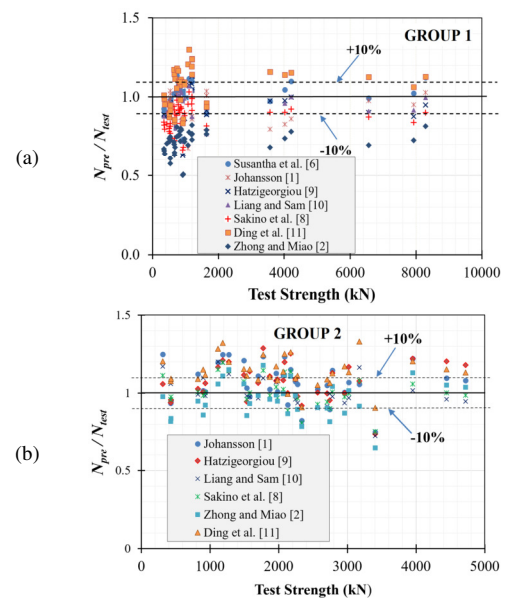 (a)
1.5
GROUP 1
+10%
1.0
-10%
0.5
0.0
N_pre / N_test
Susantha et al. [6]
Johansson [1]
Hatzigeorgiou [9]
Liang and Sam [10]
Sakino et al. [8]
Ding et al. [11]
Zhong and Miao [2]
0 2000 4000 6000 8000 10000
Test Strength (kN)
(b)
1.5
GROUP 2
+10%
1
-10%
0.5
0
N_pre / N_test
Johansson [1]
Hatzigeorgiou [9]
Liang and Sam [10]
Sakino et al. [8]
Zhong and Miao [2]
Ding et al. [11]
0 1000 2000 3000 4000 5000
Test Strength (kN)